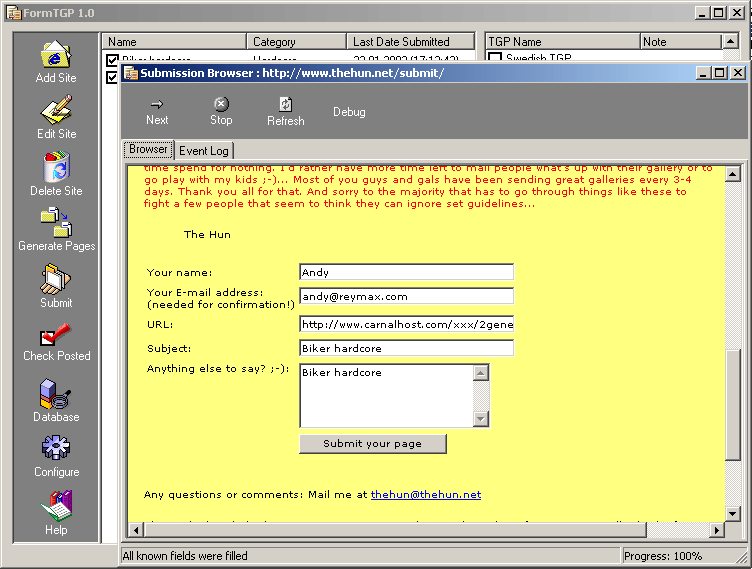 FormTGP 1.0
Add Site
Edit Site
Delete Site
Generate Pages
Submit
Check Posted
Database
Configure
Help
Name Category Last Date Submitted
TGP Name Note
Biker hardcore Hardcore
Swedish TGP
Submission Browser : http://www.thehun.net/submit/
Next Stop Refresh Debug
Browser Event Log
time spend for nothing. I'd rather have more time left to mail people what's up with their gallery or to
go play with my kids ;-)... Most of you guys and gals have been sending great galleries every 3-4
days. Thank you all for that. And sorry to the majority that has to go through things like these to
fight a few people that seem to think they can ignore set guidelines...
The Hun
Your name: Andy
Your E-mail address:
(needed for confirmation!) andy@reymax.com
URL: http://www.carnalhost.com/xxx/2gene
Subject: Biker hardcore
Anything else to say? ;-): Biker hardcore
Submit your page
Any questions or comments: Mail me at thehun@thehun.net
All known fields were filled Progress: 100%